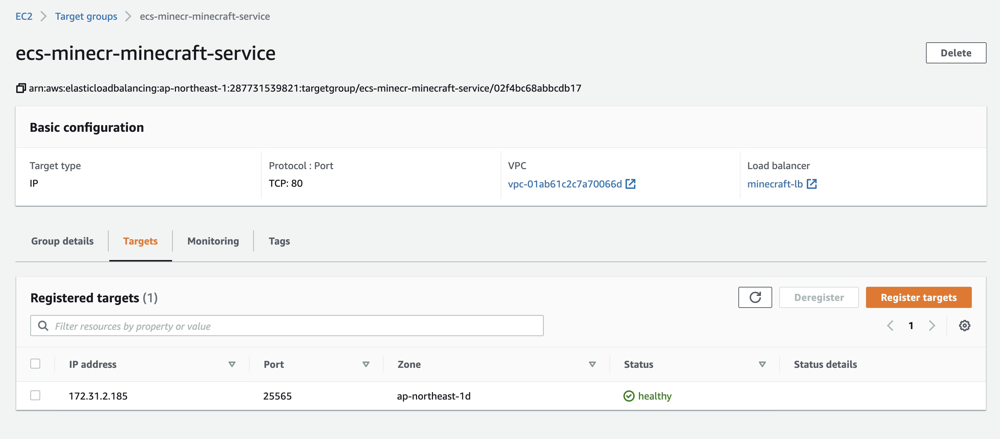 EC2 > Target groups > ecs-minecr-minecraft-service
ecs-minecr-minecraft-service
Delete
arn:aws:elasticloadbalancing:ap-northeast-1:287731539821:targetgroup/ecs-minecr-minecraft-service/02f4bc68abbcdb17
Basic configuration
Target type
IP
Protocol : Port
TCP: 80
VPC
vpc-01ab61c2c7a70066d
Load balancer
minecraft-lb
Group details Targets Monitoring Tags
Registered targets (1)
Deregister Register targets
Filter resources by property or value
1
IP address Port Zone Status Status details
172.31.2.185 25565 ap-northeast-1d healthy